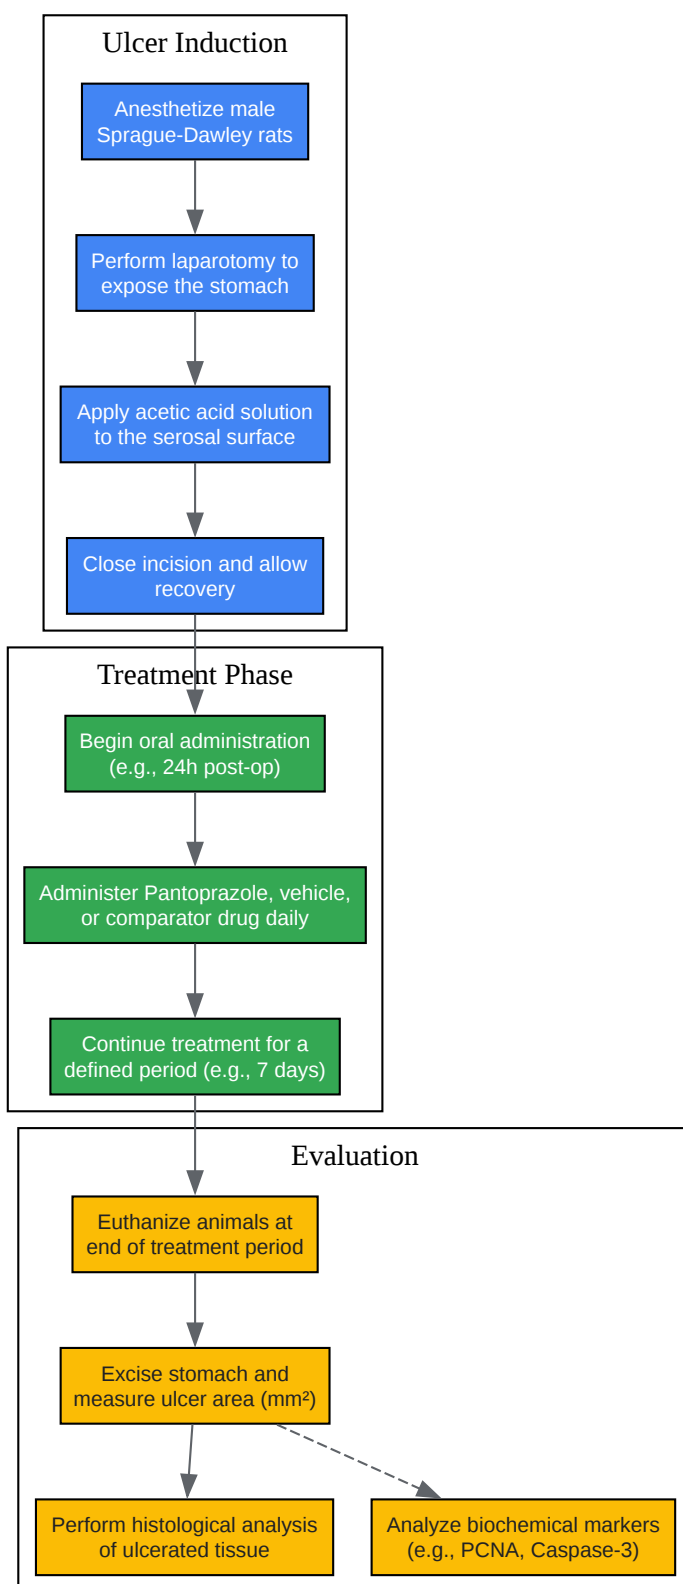 Ulcer Induction
Anesthetize male
Sprague-Dawley rats
Perform laparotomy to
expose the stomach
Apply acetic acid solution
to the serosal surface
Close incision and allow
recovery
Treatment Phase
Begin oral administration
(e.g., 24h post-op)
Administer Pantoprazole, vehicle,
or comparator drug daily
Continue treatment for a
defined period (e.g., 7 days)
Evaluation
Euthanize animals at
end of treatment period
Excise stomach and
measure ulcer area (mm²)
Perform histological analysis
of ulcerated tissue
Analyze biochemical markers
(e.g., PCNA, Caspase-3)